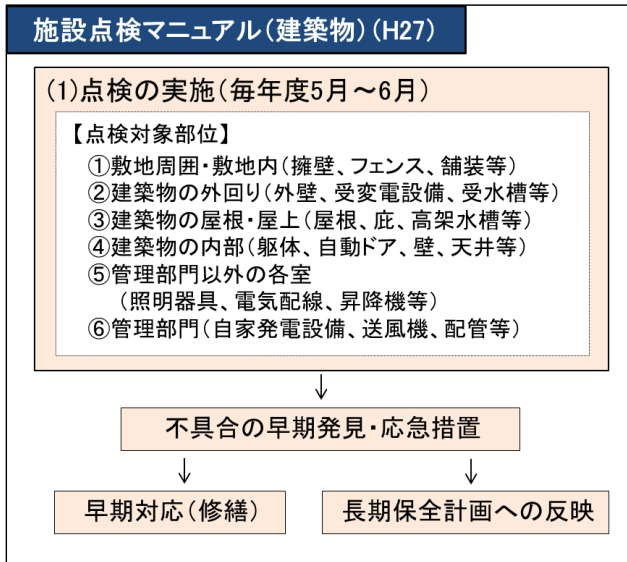 施設点検マニュアル(建築物)(H27)
(1)点検の実施(毎年度5月～6月)
【点検対象部位】
①敷地周囲・敷地内(擁壁、フェンス、舗装等)
②建築物の外回り(外壁、受変電設備、受水槽等)
③建築物の屋根・屋上(屋根、庇、高架水槽等)
④建築物の内部(躯体、自動ドア、壁、天井等)
⑤管理部門以外の各室
(照明器具、電気配線、昇降機等)
⑥管理部門(自家発電設備、送風機、配管等)
不具合の早期発見・応急措置
早期対応(修繕)
長期保全計画への反映